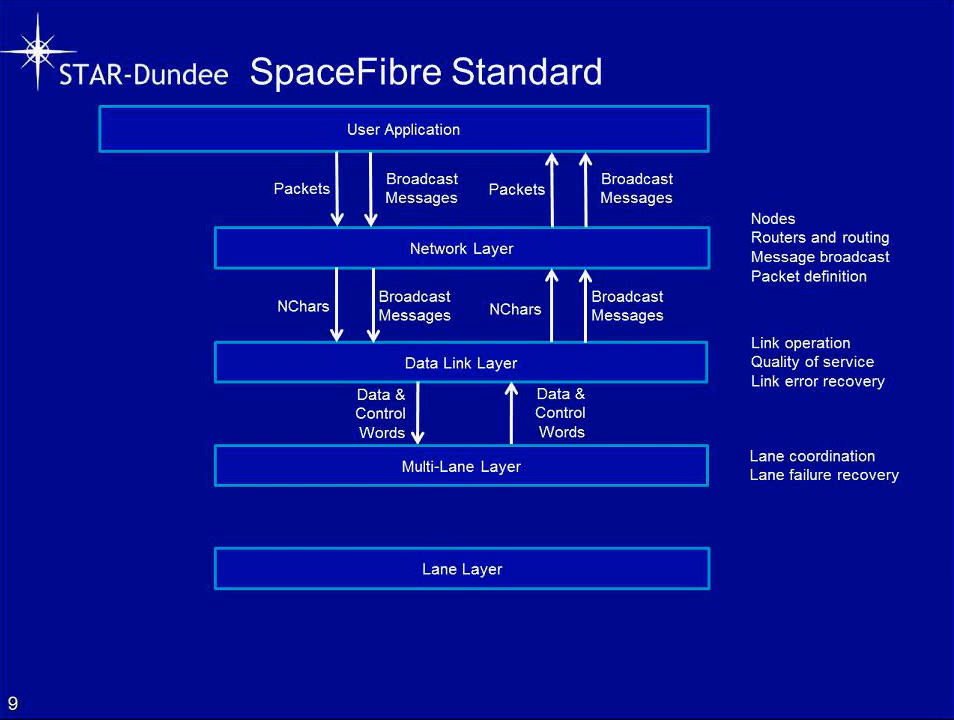 STAR-Dundee SpaceFibre Standard
User Application
Packets
Broadcast
Messages
Packets
Broadcast
Messages
Network Layer
Nodes
Routers and routing
Message broadcast
Packet definition
NChars
Broadcast
Messages
NChars
Broadcast
Messages
Data Link Layer
Link operation
Quality of service
Link error recovery
Data &
Control
Words
Data &
Control
Words
Multi-Lane Layer
Lane coordination
Lane failure recovery
Lane Layer
9